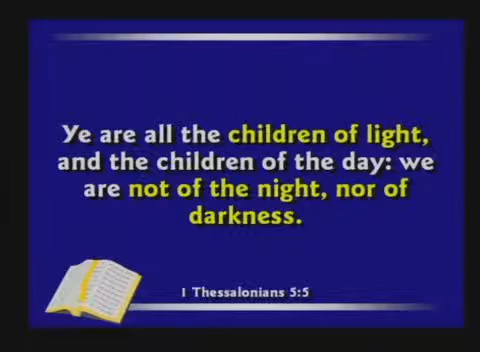 Ye are all the children of light,
and the children of the day: we
are not of the night, nor of
darkness.
1 Thessalonians 5:5